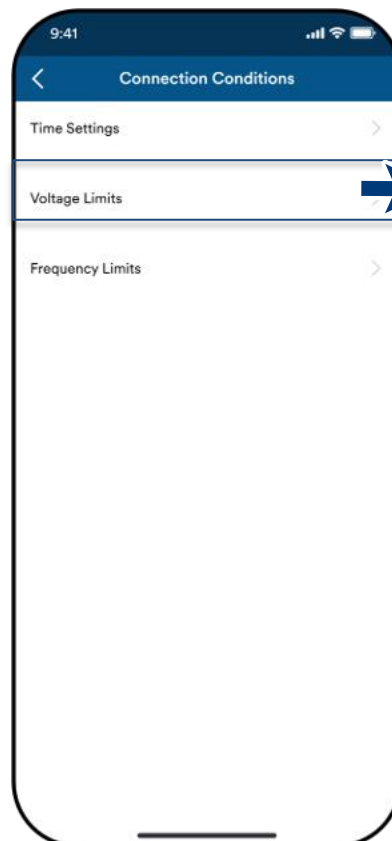 9:41
Connection Conditions
Time Settings
Voltage Limits
Frequency Limits